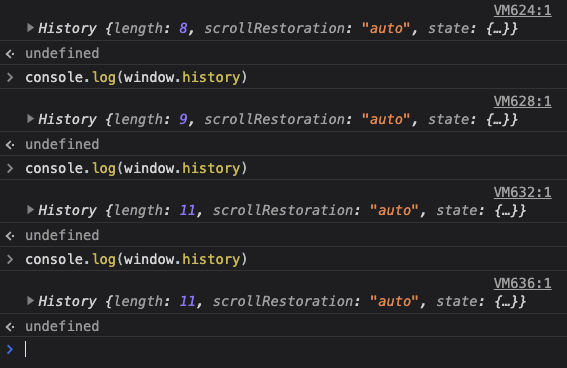 VM624:1
▶History {length: 8, scrollRestoration: "auto", state: {…}}
undefined
> console.log(window.history)
VM628:1
▶History {length: 9, scrollRestoration: "auto", state: {…}}
undefined
> console.log(window.history)
VM632:1
▶History {length: 11, scrollRestoration: "auto", state: {…}}
undefined
> console.log(window.history)
VM636:1
▶History {length: 11, scrollRestoration: "auto", state: {…}}
undefined
>